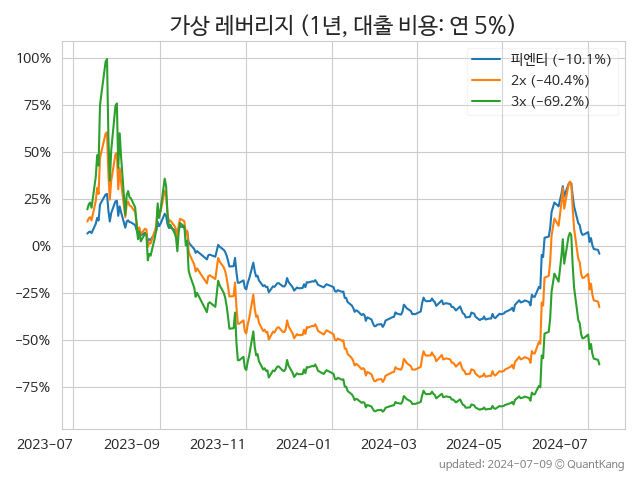 가상 레버리지 (1년, 대출 비용: 연 5%)
피엔티 (−10.1%)
2x (−40.4%)
3x (−69.2%)
100%
75%
50%
25%
0%
−25%
−50%
−75%
2023-07 2023-09 2023-11 2024-01 2024-03 2024-05 2024-07
updated: 2024-07-09 © QuantKang